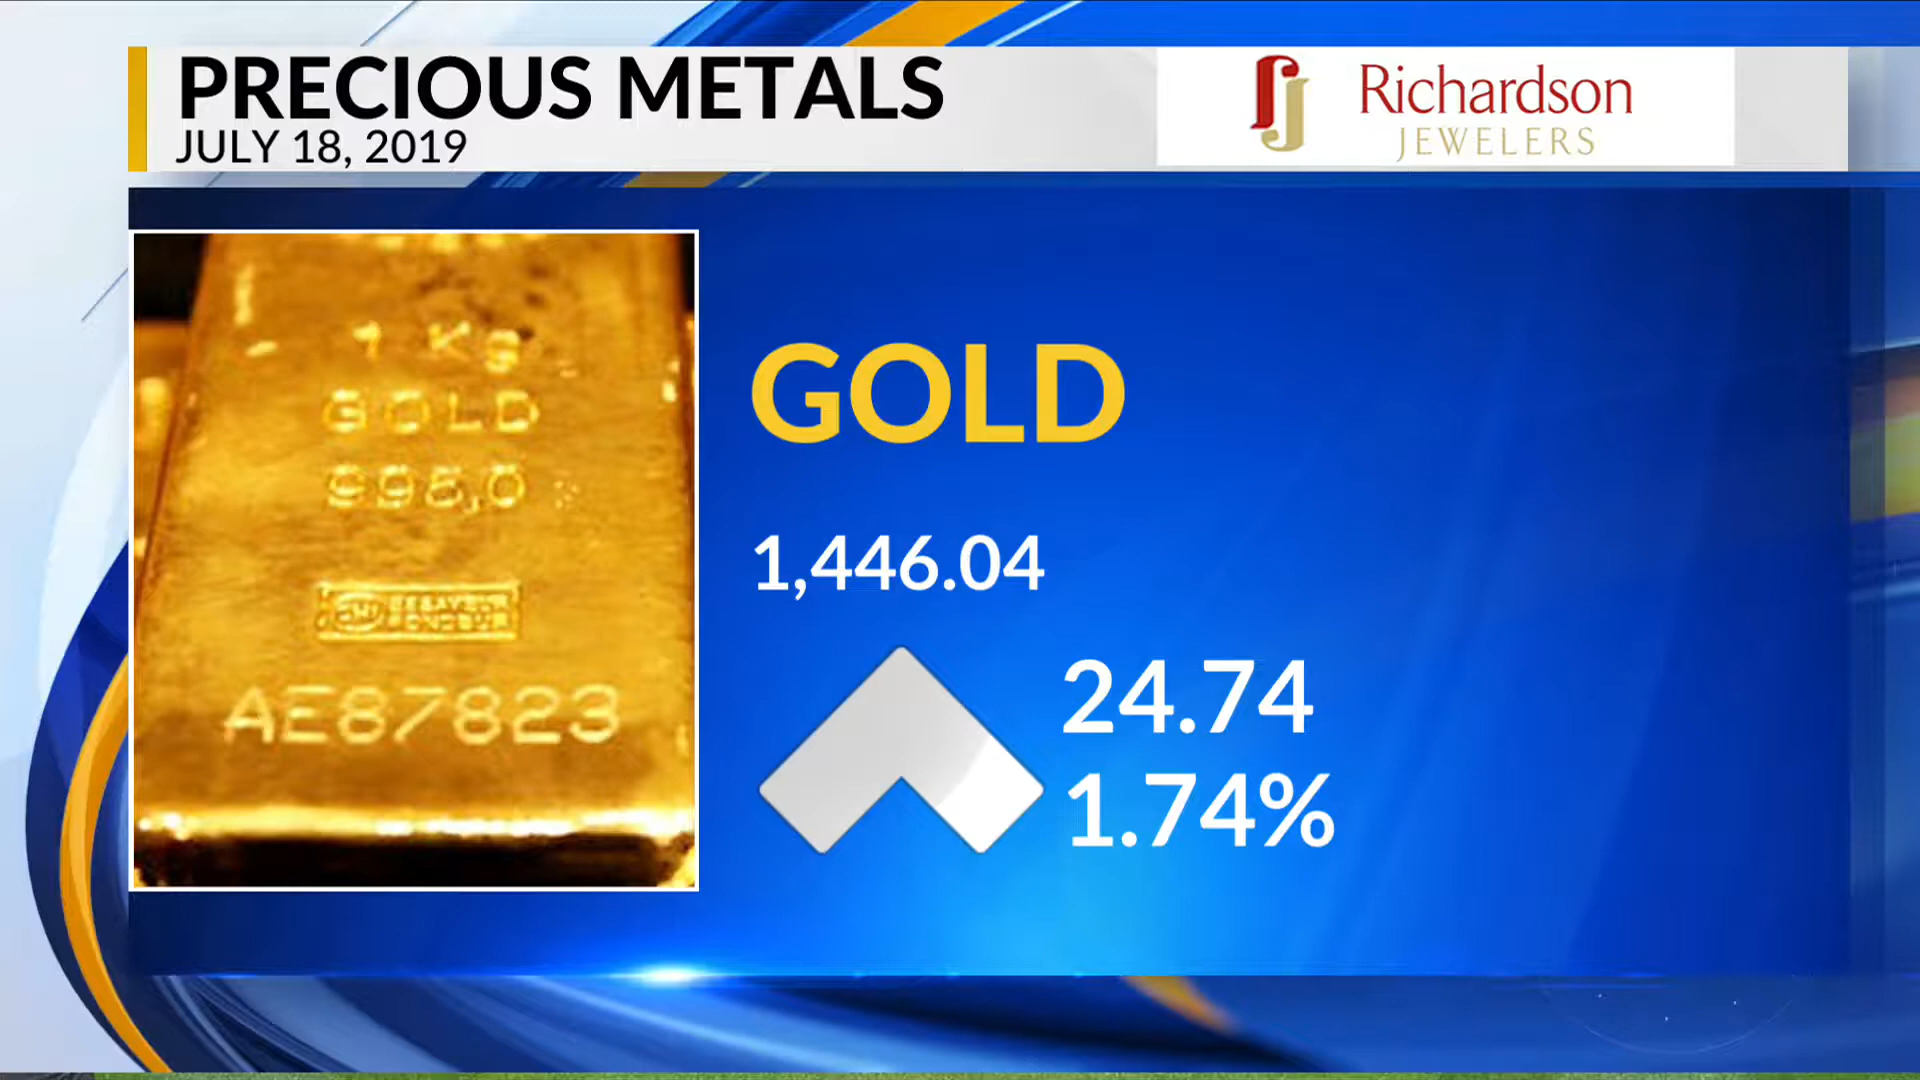 PRECIOUS METALS
JULY 18, 2019
Richardson
JEWELERS
1 KG
GOLD
995,0
AE87823
GOLD
1,446.04
24.74
1.74%